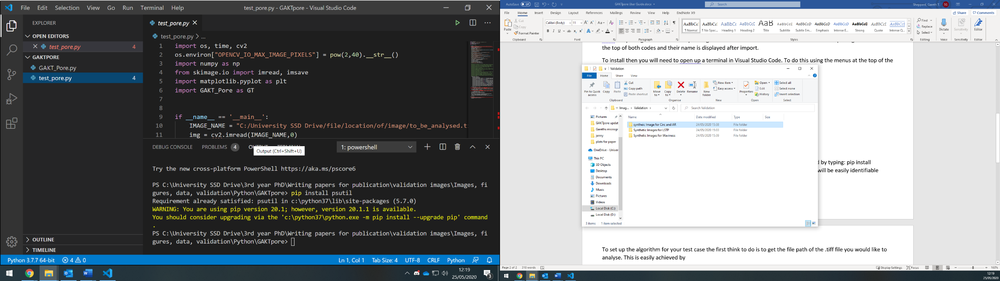 File Edit Selection View Go Run Terminal Help test_pore.py - GAKTpore - Visual Studio Code
EXPLORER
OPEN EDITORS
test_pore.py 4
GAKTPORE
GAKT_Pore.py
test_pore.py 4
OUTLINE
TIMELINE
test_pore.py
test_pore.py > ...
1 import os, time, cv2
2 os.environ["OPENCV_IO_MAX_IMAGE_PIXELS"] = pow(2,40).__str__()
3 import numpy as np
4 from skimage.io import imread, imsave
5 import matplotlib.pyplot as plt
6 import GAKT_Pore as GT
7
8
9 if __name__ == '__main__':
10 IMAGE_NAME = "C:/University SSD Drive/file/location/of/image/to_be_analysed.ti
11 img = cv2.imread(IMAGE_NAME,0)
DEBUG CONSOLE PROBLEMS 4 OUTPUT TERMINAL 1: powershell
Output (Ctrl+Shift+U)
Try the new cross-platform PowerShell https://aka.ms/pscore6
PS C:\University SSD Drive\3rd year PhD\Writing papers for publication\validation images\Images, fi
gures, data, validation\Python\GAKTpore> pip install psutil
Requirement already satisfied: psutil in c:\python37\lib\site-packages (5.7.0)
WARNING: You are using pip version 20.1; however, version 20.1.1 is available.
You should consider upgrading via the 'c:\python37\python.exe -m pip install --upgrade pip' command
.
PS C:\University SSD Drive\3rd year PhD\Writing papers for publication\validation images\Images, fi
gures, data, validation\Python\GAKTpore>
Python 3.7.7 64-bit 4 0 Ln 1, Col 1 Tab Size: 4 UTF-8 CRLF Python
12:19
25/05/2020
3
AutoSave Off GAKTpore User Guide.docx Search Sheppard, Gareth T. SG
File Home Insert Design Layout References Mailings Review View Help EndNote X9 Share Comments
Paste Cut Copy Format Painter
Clipboard
Calibri (Body) 11
Font
Paragraph
AaBbCc AaBbCc AaBbC AaBbCcC AaB AaBbCcC AaBbCcD AaBbCcD AaBbCcD AaBbCc AaBbCcC AaBbCcD
Normal No Spac... Heading 1 Heading 2 Title Subtitle Subtle Em... Emphasis Intense E... Strong Quote Intense Q...
Styles
Find Replace Select
Editing
Dictate
Voice
Sensitivity
Sensitivity
Editor
Editor
the top of both codes and their name is displayed after import.
To install then you will need to open up a terminal in Visual Studio Code. To do this using the menus at the top of the
d by typing: pip install
will be easily identifiable
Validation
File Home Share View
Pin to Quick access Copy Paste Cut Copy path Paste shortcut
Clipboard
Move to Copy to Delete Rename
Organise
New folder New item Easy access
New
Properties Open Edit History
Open
Select all Select none Invert selection
Select
« Imag... > Validation > Search Validation
Name Date modified Type Size
syntheic Image for Circ and AR 24/05/2020 15:38 File folder
Synthetic Images for LSTP 24/05/2020 15:03 File folder
Synthetic Images for Waviness 24/05/2020 15:39 File folder
Pictures
GAKTpore updat
Gareths microgr
jenny
plots for paper
OneDrive - Univer
This PC
3D Objects
Desktop
Documents
Downloads
Music
Pictures
Videos
Local Disk (C:)
Local Disk (D:)
3 items 1 item selected
To set up the algorithm for your test case the first think to do is to get the file path of the .tiff file you would like to
analyse. This is easily achieved by
Page 2 of 2 318 words Display Settings Focus 160%
12:19
25/05/2020